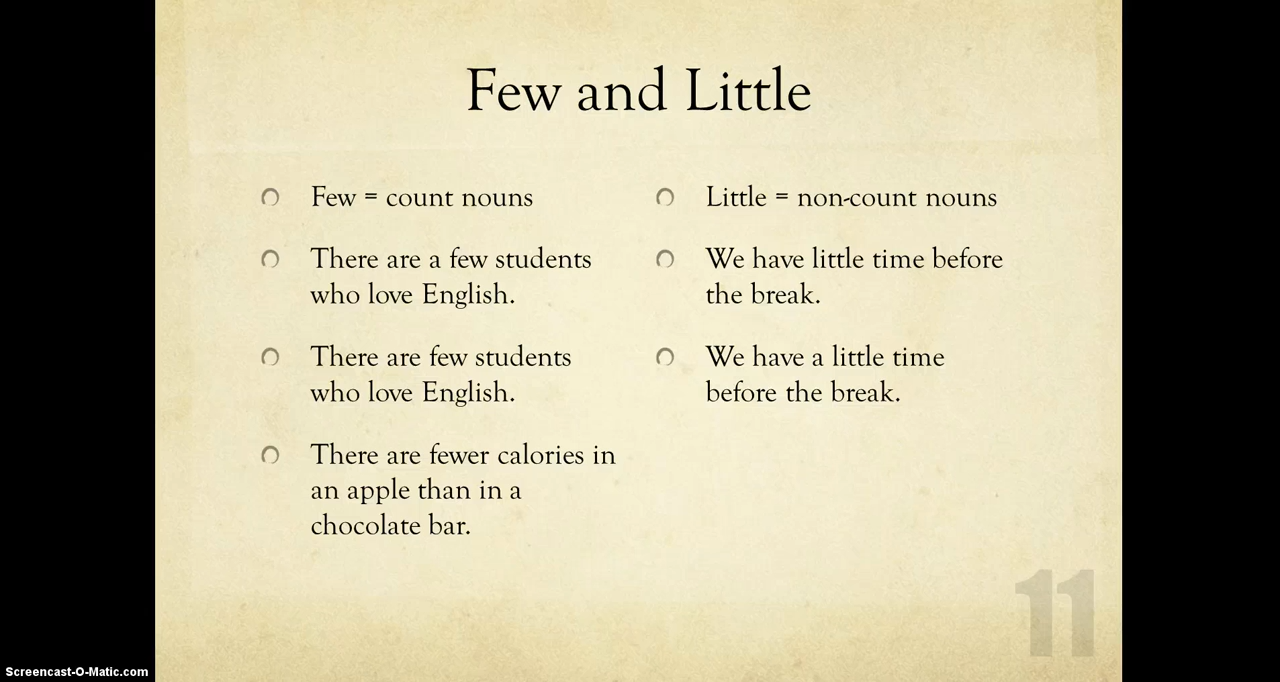 Few and Little
Few = count nouns
There are a few students
who love English.
There are few students
who love English.
There are fewer calories in
an apple than in a
chocolate bar.
Little = non-count nouns
We have little time before
the break.
We have a little time
before the break.
11
Screencast-O-Matic.com